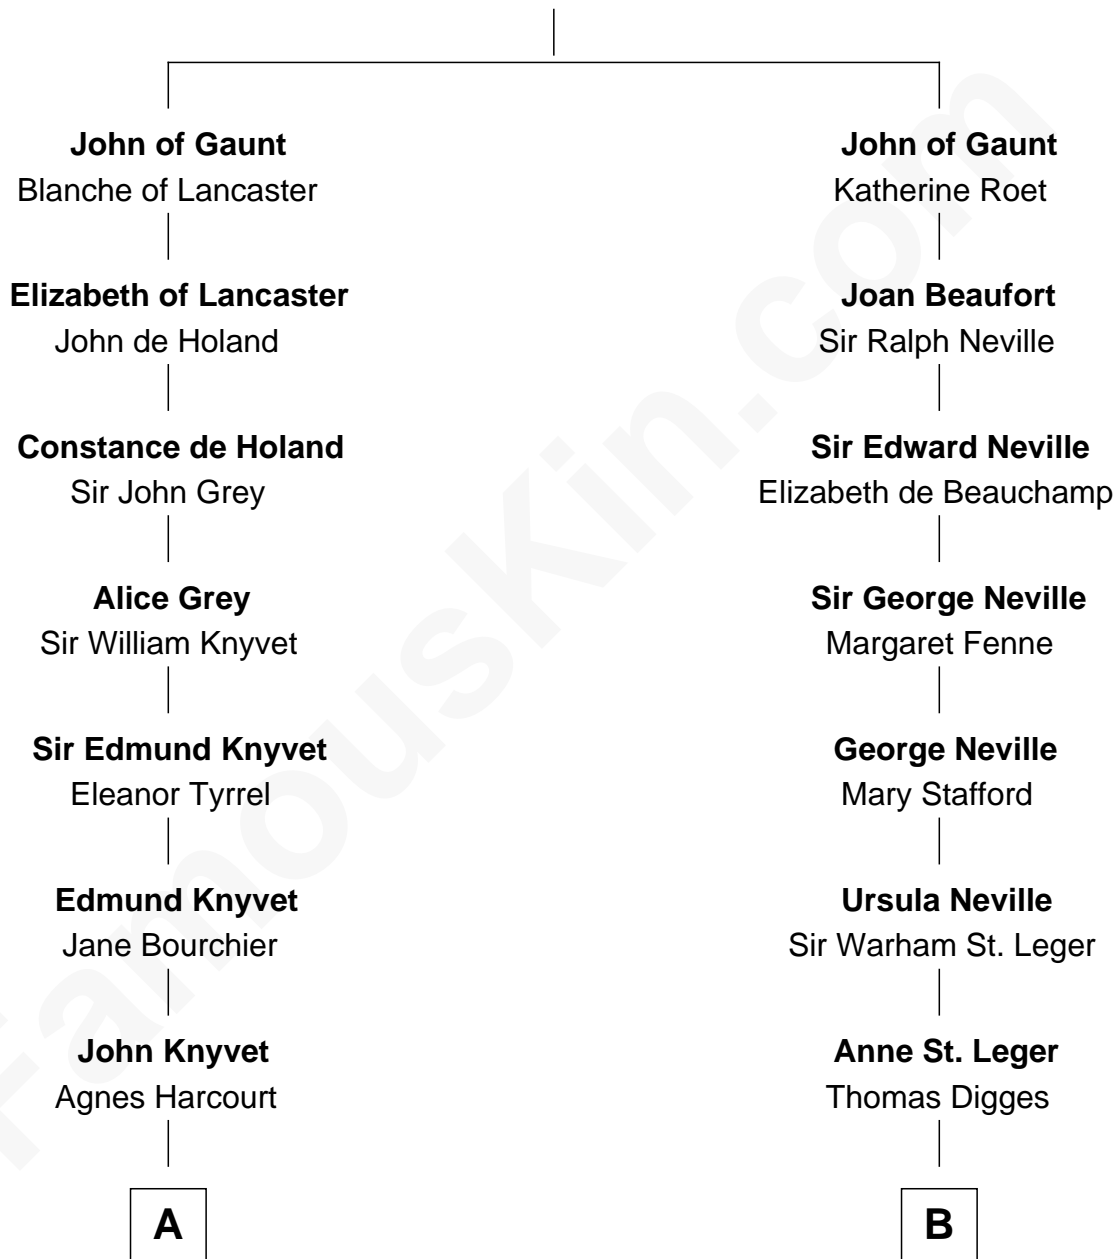 John of Gaunt
Blanche of Lancaster
Elizabeth of Lancaster
John de Holand
Constance de Holand
Sir John Grey
Alice Grey
Sir William Knyvet
Sir Edmund Knyvet
Eleanor Tyrrel
Edmund Knyvet
Jane Bourchier
John Knyvet
Agnes Harcourt
A
John of Gaunt
Katherine Roet
Joan Beaufort
Sir Ralph Neville
Sir Edward Neville
Elizabeth de Beauchamp
Sir George Neville
Margaret Fenne
George Neville
Mary Stafford
Ursula Neville
Sir Warham St. Leger
Anne St. Leger
Thomas Digges
B
FamousKin.com